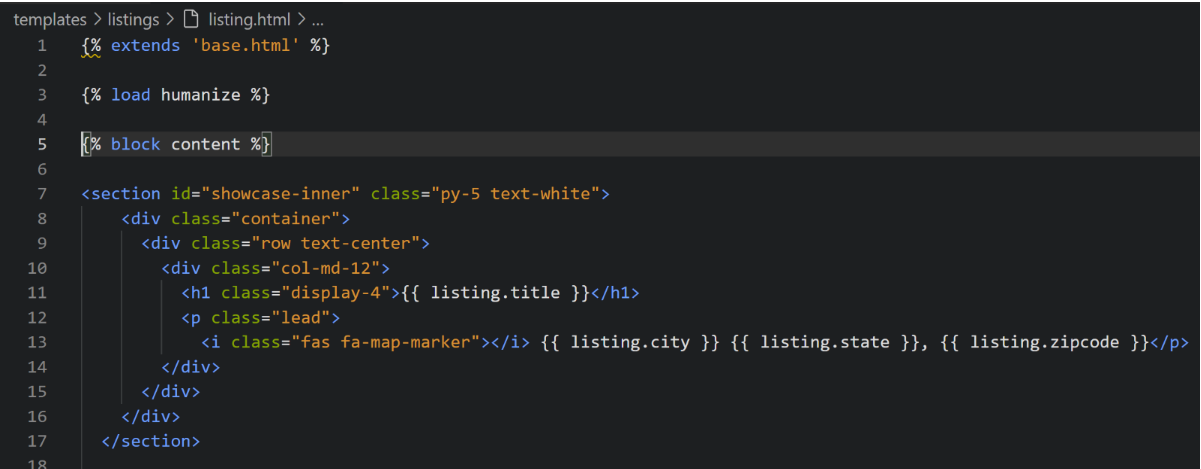 templates > listings > listing.html > ...
1 {% extends 'base.html' %}
2
3 {% load humanize %}
4
5 {% block content %}
6
7 <section id="showcase-inner" class="py-5 text-white">
8 <div class="container">
9 <div class="row text-center">
10 <div class="col-md-12">
11 <h1 class="display-4">{{ listing.title }}</h1>
12 <p class="lead">
13 <i class="fas fa-map-marker"></i> {{ listing.city }} {{ listing.state }}, {{ listing.zipcode }}</p>
14 </div>
15 </div>
16 </div>
17 </section>
18